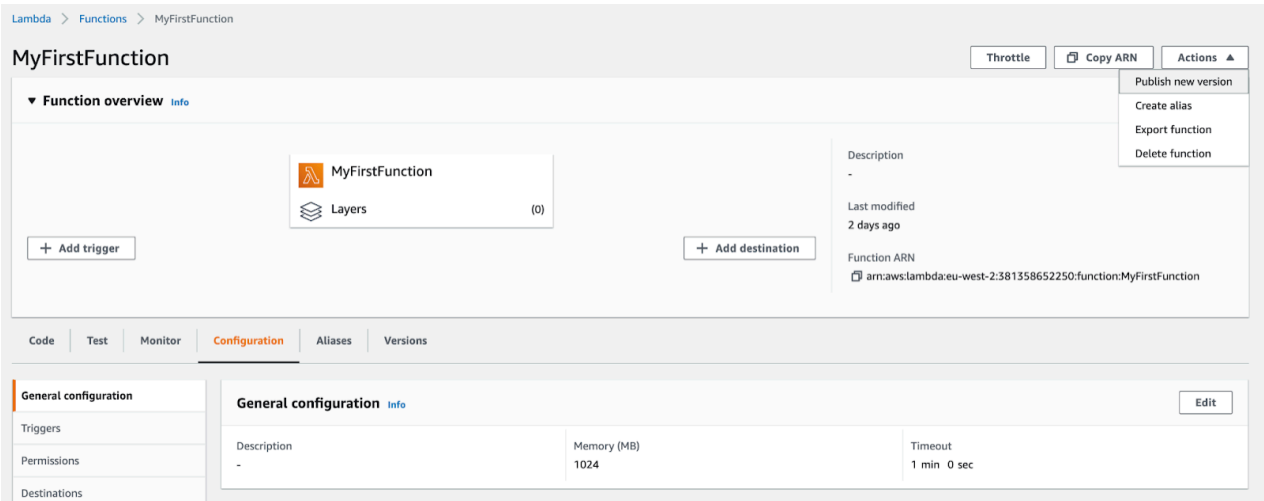 Lambda > Functions > MyFirstFunction
MyFirstFunction
Throttle
Copy ARN
Actions
Publish new version
Create alias
Export function
Delete function
Function overview Info
MyFirstFunction
Layers (0)
+ Add trigger
+ Add destination
Description
-
Last modified
2 days ago
Function ARN
arn:aws:lambda:eu-west-2:381358652250:function:MyFirstFunction
Code Test Monitor Configuration Aliases Versions
General configuration
Triggers
Permissions
Destinations
General configuration Info
Edit
Description
-
Memory (MB)
1024
Timeout
1 min 0 sec